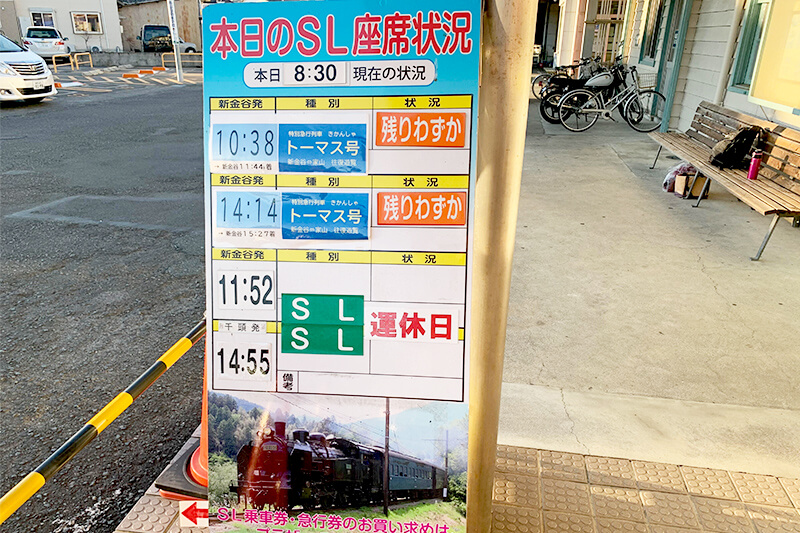 本日のSL座席状況
本日 8:30 現在の状況
新金谷発 種別 状況
10:38
→新金谷11:44着
特別急行列車 きかんしゃ
トーマス号
新金谷⇔家山 往復遊覧
残りわずか
新金谷発 種別 状況
14:14
→新金谷15:27着
特別急行列車 きかんしゃ
トーマス号
新金谷⇔家山 往復遊覧
残りわずか
新金谷発 種別 状況
11:52
SL
千頭発
SL
運休日
14:55
備考
SL乗車券・急行券のお買い求めは